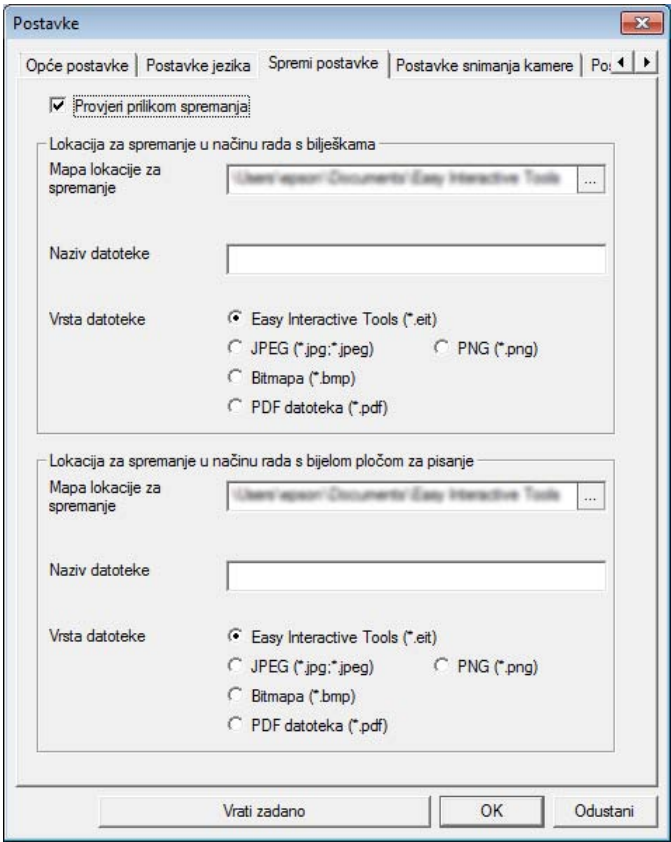 Postavke
Opće postavke
Postavke jezika
Spremi postavke
Postavke snimanja kamere
Provjeri prilikom spremanja
Lokacija za spremanje u načinu rada s bilješkama
Mapa lokacije za
spremanje
...
Naziv datoteke
Vrsta datoteke
Easy Interactive Tools (*.eit)
JPEG (*.jpg;*.jpeg)
PNG (*.png)
Bitmapa (*.bmp)
PDF datoteka (*.pdf)
Lokacija za spremanje u načinu rada s bijelom pločom za pisanje
Mapa lokacije za
spremanje
...
Naziv datoteke
Vrsta datoteke
Easy Interactive Tools (*.eit)
JPEG (*.jpg;*.jpeg)
PNG (*.png)
Bitmapa (*.bmp)
PDF datoteka (*.pdf)
Vrati zadano
OK
Odustani